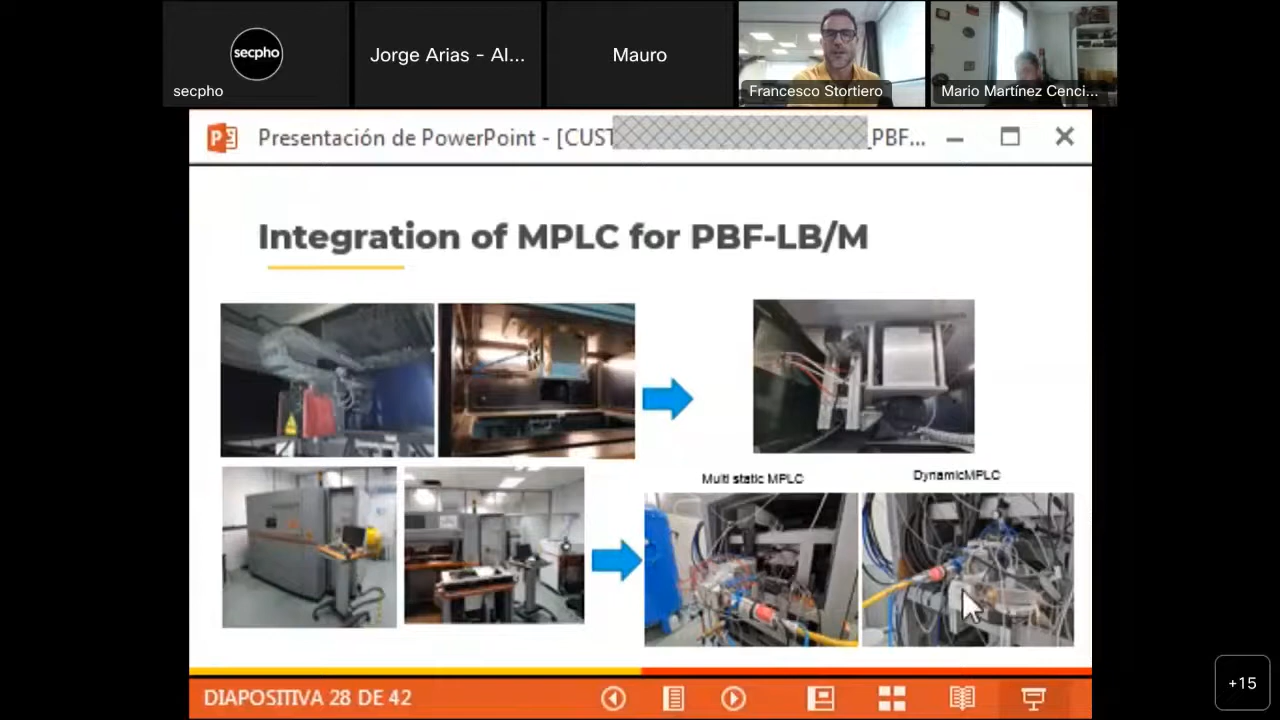 secpho
secpho
Jorge Arias - Al...
Mauro
Francesco Stortiero
Mario Martínez Cenci...
Presentación de PowerPoint - [CUST
_PBF...
Integration of MPLC for PBF-LB/M
Multi static MPLC
DynamicMPLC
DIAPOSITIVA 28 DE 42
+15